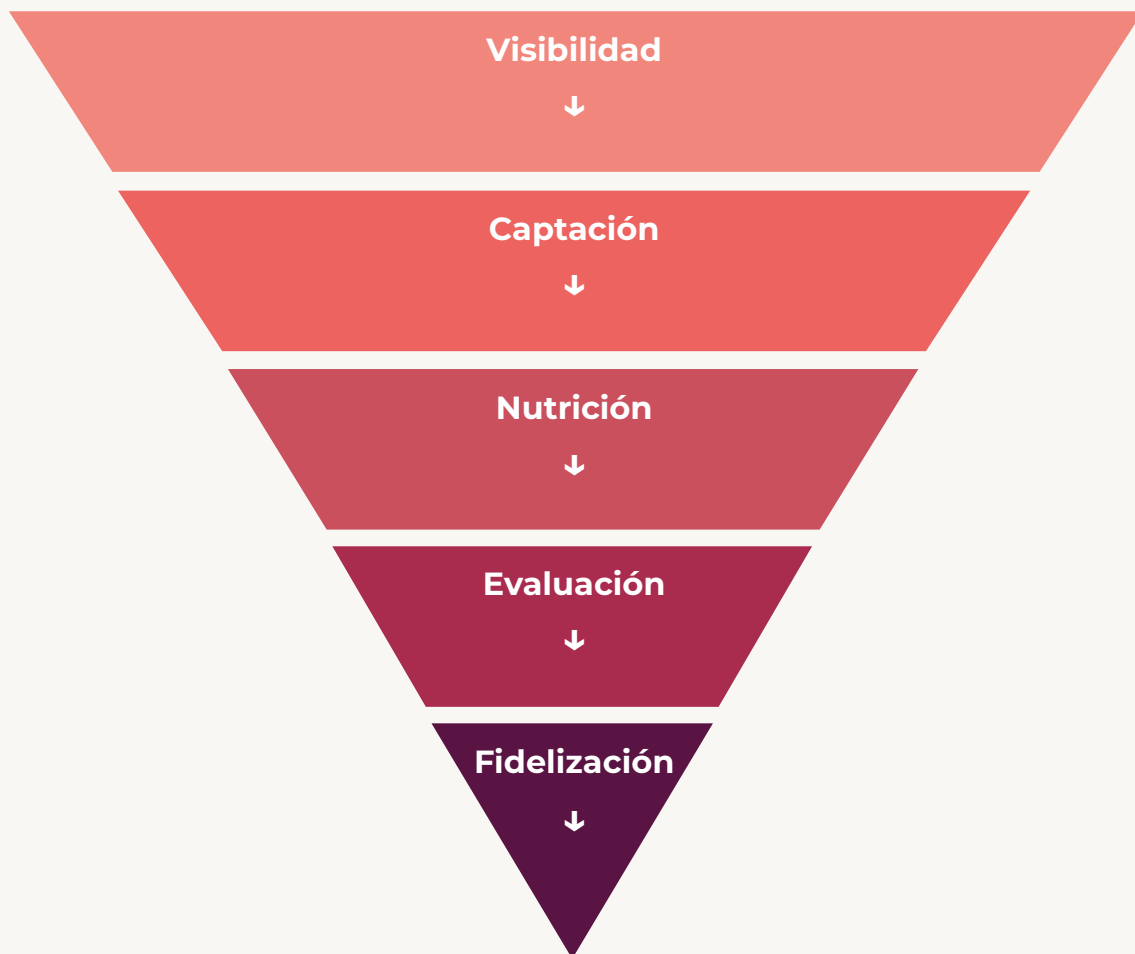 Visibilidad
↓
Captación
↓
Nutrición
↓
Evaluación
↓
Fidelización
↓